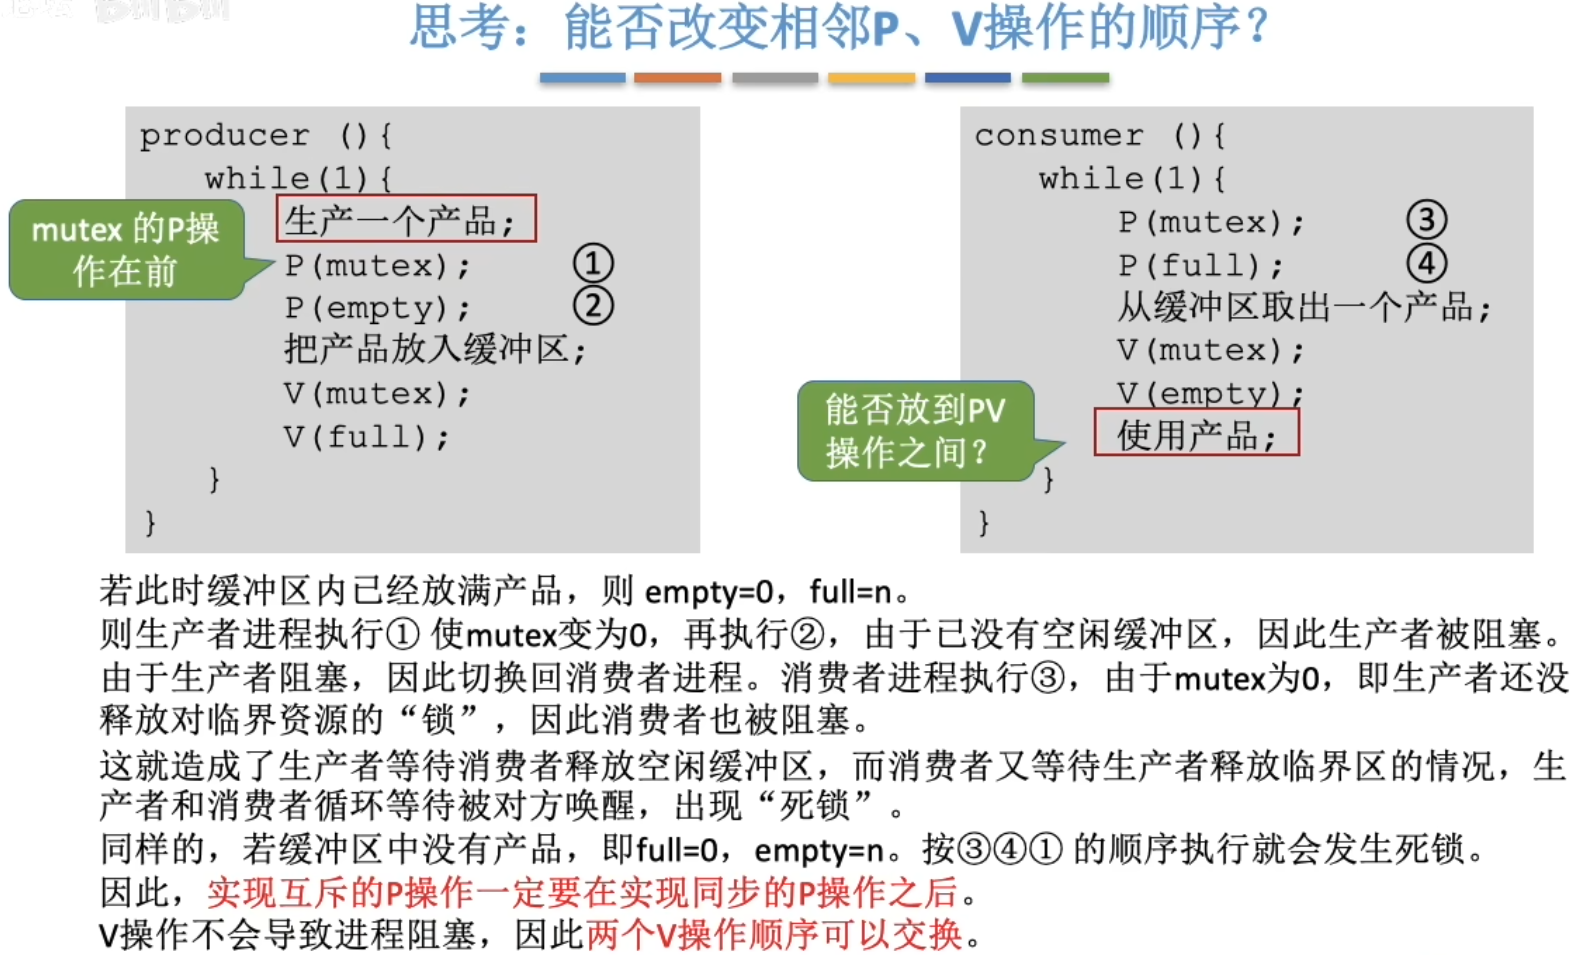 思考：能否改变相邻P、V操作的顺序？
producer (){
while(1){
生产一个产品;
P(mutex); ①
P(empty); ②
把产品放入缓冲区;
V(mutex);
V(full);
}
}
mutex 的P操
作在前
consumer (){
while(1){
P(mutex); ③
P(full); ④
从缓冲区取出一个产品;
V(mutex);
V(empty);
使用产品;
}
}
能否放到PV
操作之间？
若此时缓冲区内已经放满产品，则 empty=0，full=n。
则生产者进程执行① 使mutex变为0，再执行②，由于已没有空闲缓冲区，因此生产者被阻塞。
由于生产者阻塞，因此切换回消费者进程。消费者进程执行③，由于mutex为0，即生产者还没
释放对临界资源的“锁”，因此消费者也被阻塞。
这就造成了生产者等待消费者释放空闲缓冲区，而消费者又等待生产者释放临界区的情况，生
产者和消费者循环等待被对方唤醒，出现“死锁”。
同样的，若缓冲区中没有产品，即full=0，empty=n。按③④① 的顺序执行就会发生死锁。
因此，实现互斥的P操作一定要在实现同步的P操作之后。
V操作不会导致进程阻塞，因此两个V操作顺序可以交换。